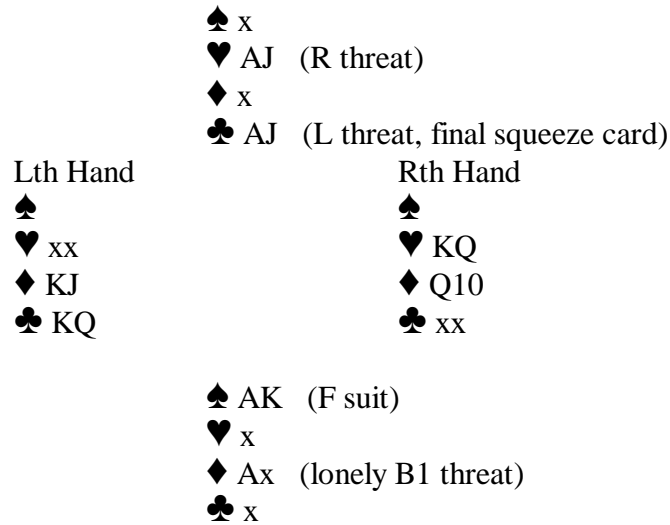 ♠ x
♥ AJ (R threat)
♦ x
♣ AJ (L threat, final squeeze card)
Lth Hand Rth Hand
♠ ♠
♥ xx ♥ KQ
♦ KJ ♦ Q10
♣ KQ ♣ xx
♠ AK (F suit)
♥ x
♦ Ax (lonely B1 threat)
♣ x